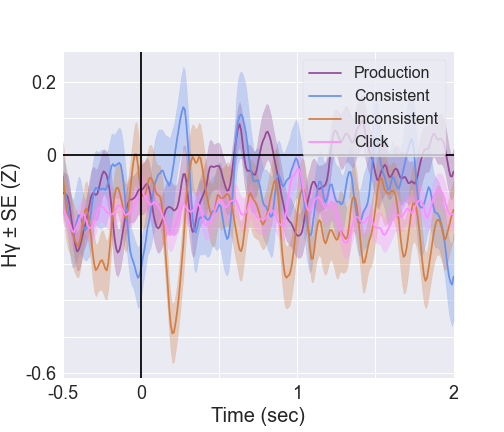 Production
Consistent
Inconsistent
Click
0.2
0
-0.6
Hγ ± SE (Z)
-0.5
0
1
2
Time (sec)